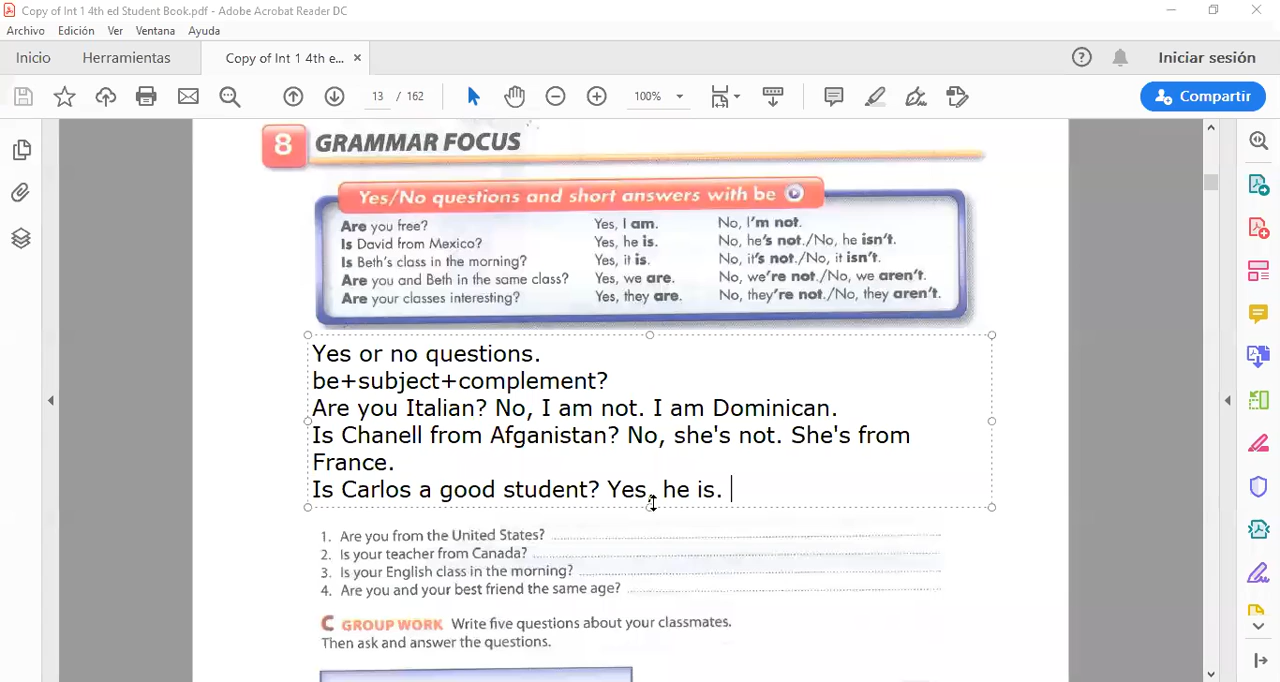 Copy of Int 1 4th ed Student Book.pdf - Adobe Acrobat Reader DC
Archivo Edición Ver Ventana Ayuda
Inicio Herramientas Copy of Int 1 4th e... × Iniciar sesión
13 / 162 100% Compartir
8 GRAMMAR FOCUS
Yes/No questions and short answers with be
Are you free? Yes, I am. No, I'm not.
Is David from Mexico? Yes, he is. No, he's not./No, he isn't.
Is Beth's class in the morning? Yes, it is. No, it's not./No, it isn't.
Are you and Beth in the same class? Yes, we are. No, we're not./No, we aren't.
Are your classes interesting? Yes, they are. No, they're not./No, they aren't.
Yes or no questions.
be+subject+complement?
Are you Italian? No, I am not. I am Dominican.
Is Chanell from Afganistan? No, she's not. She's from
France.
Is Carlos a good student? Yes, he is.
1. Are you from the United States?
2. Is your teacher from Canada?
3. Is your English class in the morning?
4. Are you and your best friend the same age?
C GROUP WORK Write five questions about your classmates.
Then ask and answer the questions.